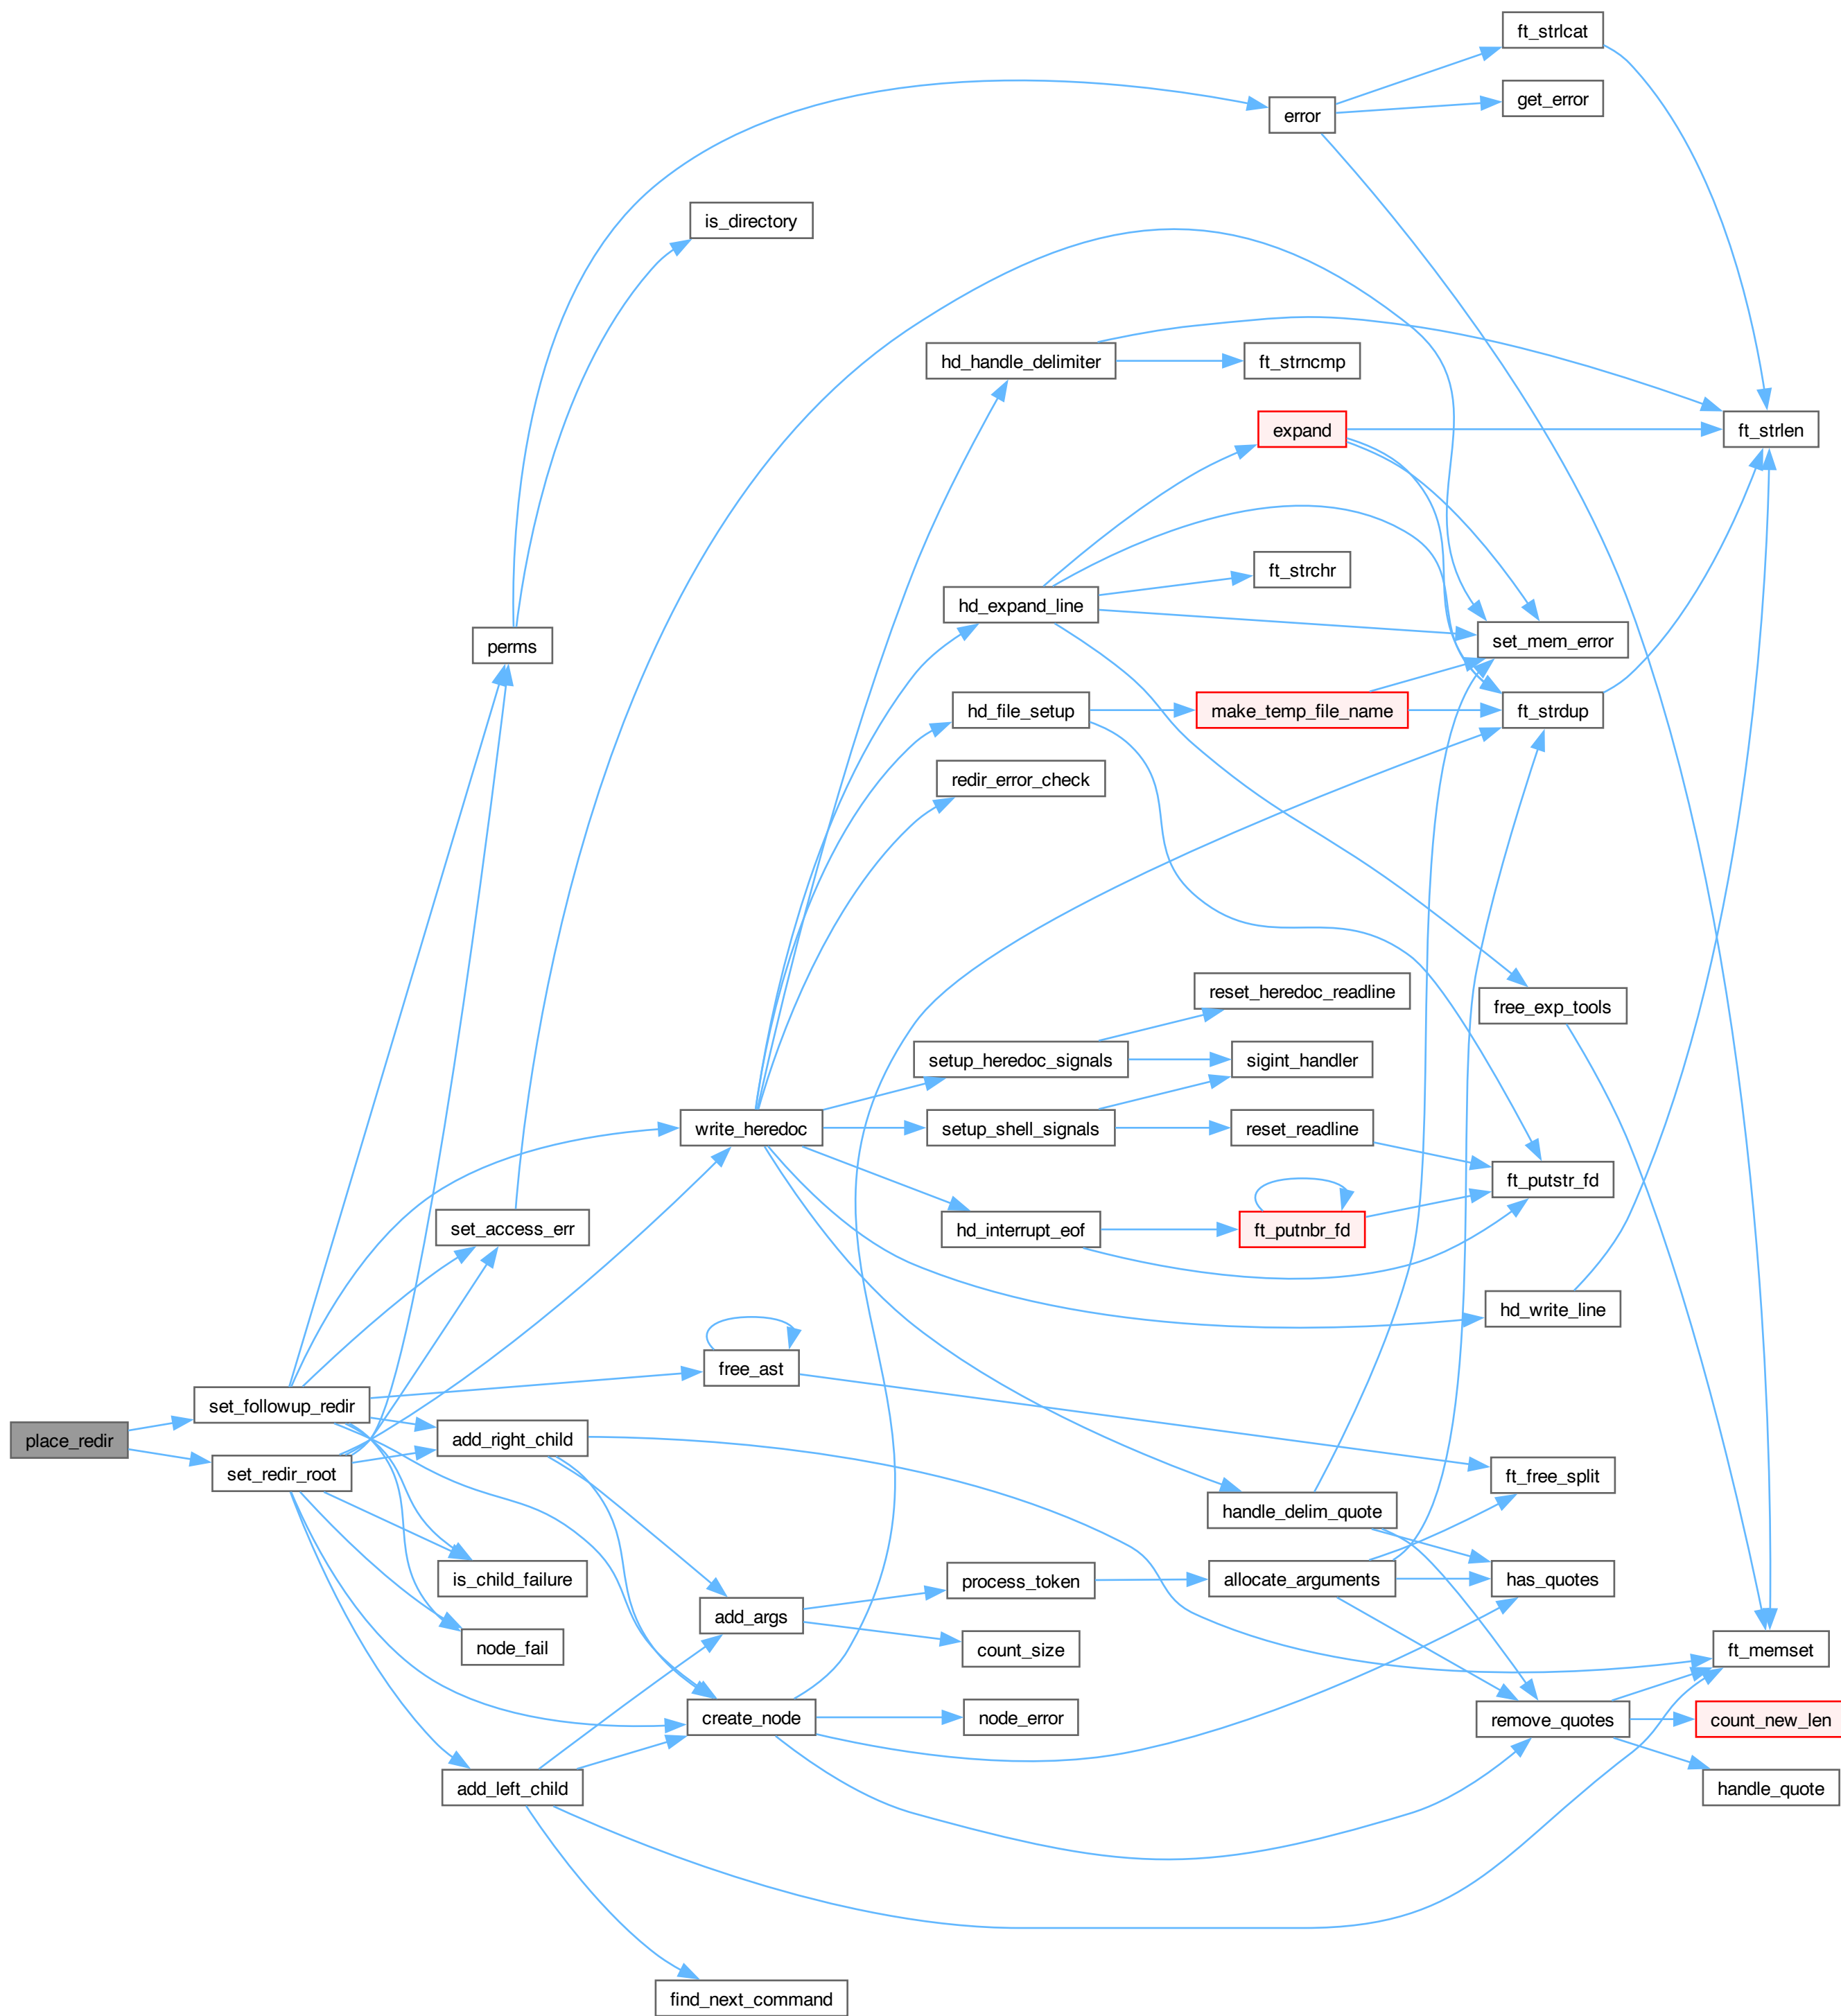 ft_strlcat
get_error
error
is_directory
hd_handle_delimiter
ft_strncmp
expand
ft_strlen
ft_strchr
hd_expand_line
perms
set_mem_error
hd_file_setup
make_temp_file_name
ft_strdup
redir_error_check
reset_heredoc_readline
free_exp_tools
setup_heredoc_signals
sigint_handler
write_heredoc
setup_shell_signals
reset_readline
ft_putstr_fd
set_access_err
hd_interrupt_eof
ft_putnbr_fd
hd_write_line
free_ast
set_followup_redir
place_redir
add_right_child
set_redir_root
ft_free_split
handle_delim_quote
is_child_failure
process_token
allocate_arguments
has_quotes
add_args
node_fail
count_size
ft_memset
create_node
node_error
remove_quotes
count_new_len
add_left_child
handle_quote
find_next_command